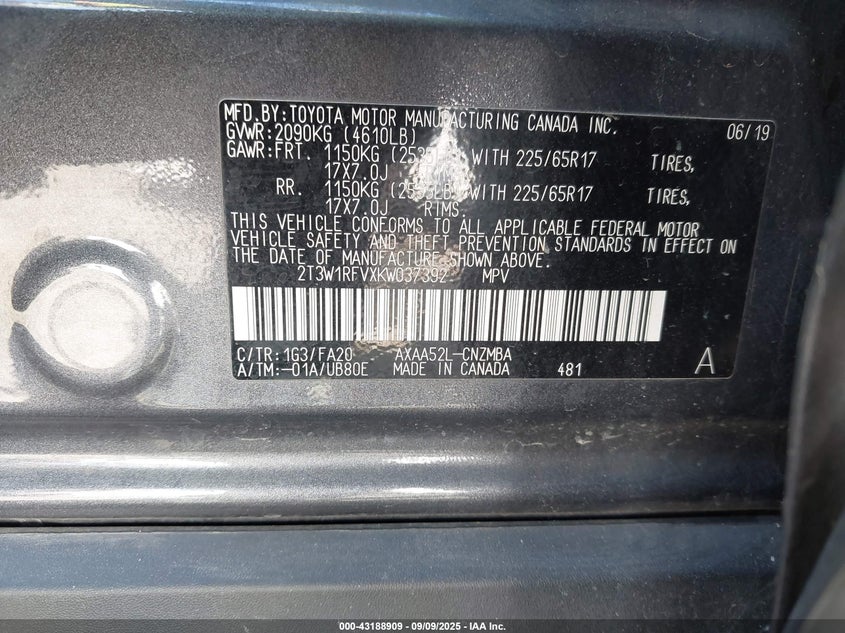 MFD.BY:TOYOTA MOTOR MANUFACTURING CANADA INC. 06/19
GVWR:2090KG (4610LB)
GAWR:FRT. 1150KG WITH 225/65R17 TIRES,
17X7.0J
RR. 1150KG WITH 225/65R17 TIRES,
17X7.0J RIMS.
THIS VEHICLE CONFORMS TO ALL APPLICABLE FEDERAL MOTOR
VEHICLE SAFETY AND THEFT PREVENTION STANDARDS IN EFFECT ON
THE DATE OF MANUFACTURE SHOWN ABOVE.
2T3W1RFVXKW037392 MPV
C/TR:1G3/FA20 AXAA52L-CNZMBA
A/TM:-01A/UB80E MADE IN CANADA 481 A
000-43188909 - 09/09/2025 - IAA Inc.